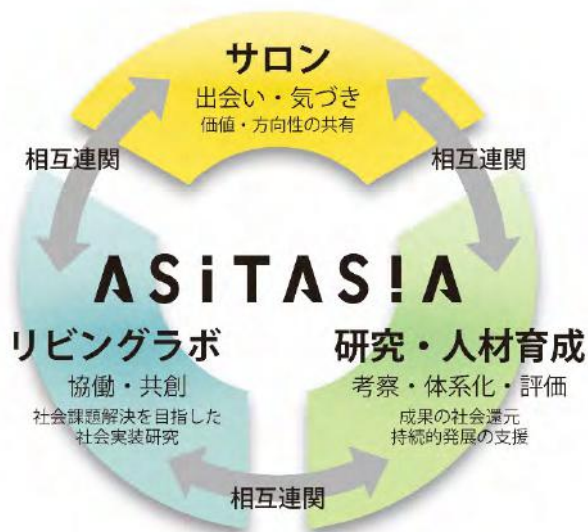 サロン
出会い・気づき
価値・方向性の共有
相互連関
相互連関
ASiTAS!A
リビングラボ
協働・共創
社会課題解決を目指した
社会実装研究
研究・人材育成
考察・体系化・評価
成果の社会還元
持続的発展の支援
相互連関